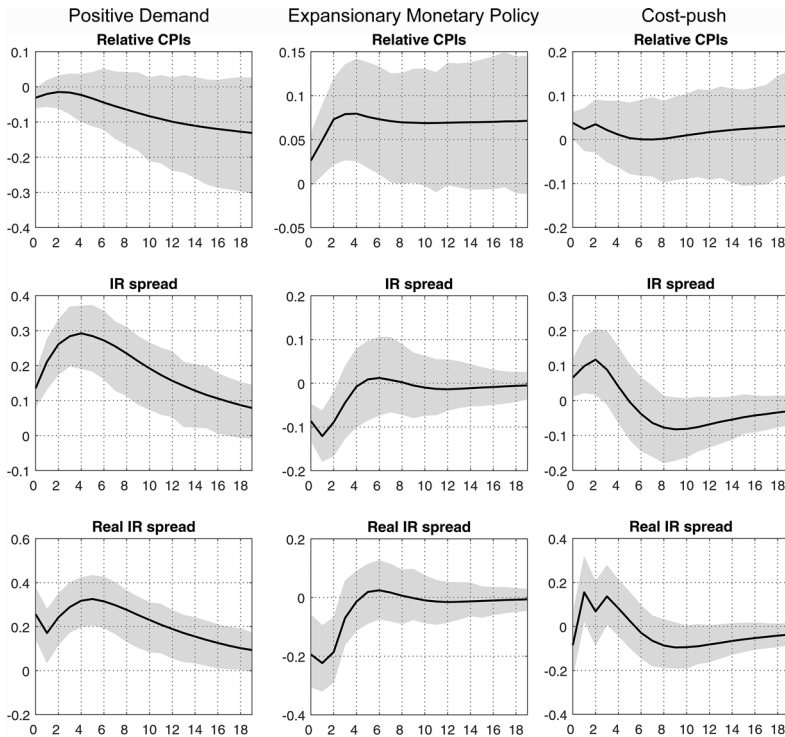 Positive Demand Expansionary Monetary Policy Cost-push
Relative CPIs Relative CPIs Relative CPIs
0.1 0.15 0.2
0 0.1 0.1
-0.1 0.05 0
-0.2 0 -0.1
-0.3
-0.4 -0.05 -0.2
0 2 4 6 8 10 12 14 16 18 0 2 4 6 8 10 12 14 16 18 0 2 4 6 8 10 12 14 16 18
IR spread IR spread IR spread
0.4 0.2 0.3
0.3 0.1 0.2
0.2 0 0.1
0.1 -0.1 0
0 -0.1
-0.1 -0.2 -0.2
0 2 4 6 8 10 12 14 16 18 0 2 4 6 8 10 12 14 16 18 0 2 4 6 8 10 12 14 16 18
Real IR spread Real IR spread Real IR spread
0.6 0.2 0.4
0.4 0 0.2
0.2 -0.2 0
0 -0.2
-0.2 -0.4 -0.4
0 2 4 6 8 10 12 14 16 18 0 2 4 6 8 10 12 14 16 18 0 2 4 6 8 10 12 14 16 18